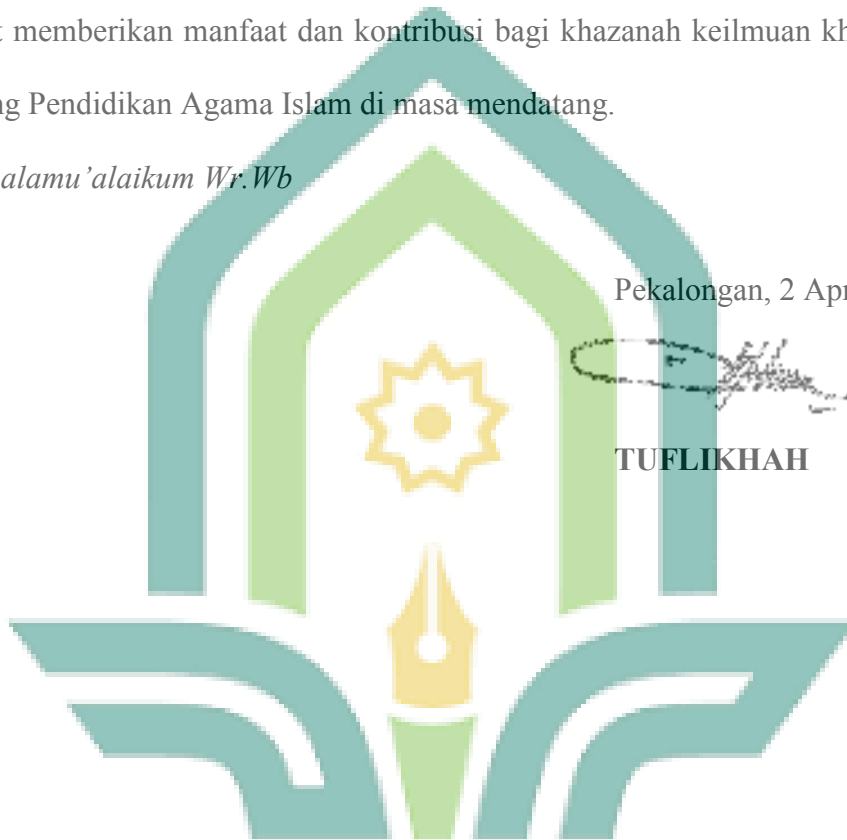 t memberikan manfaat dan kontribusi bagi khazanah keilmuan kh
ng Pendidikan Agama Islam di masa mendatang.
alamu’alaikum Wr.Wb
Pekalongan, 2 Apr
TUFLIKHAH